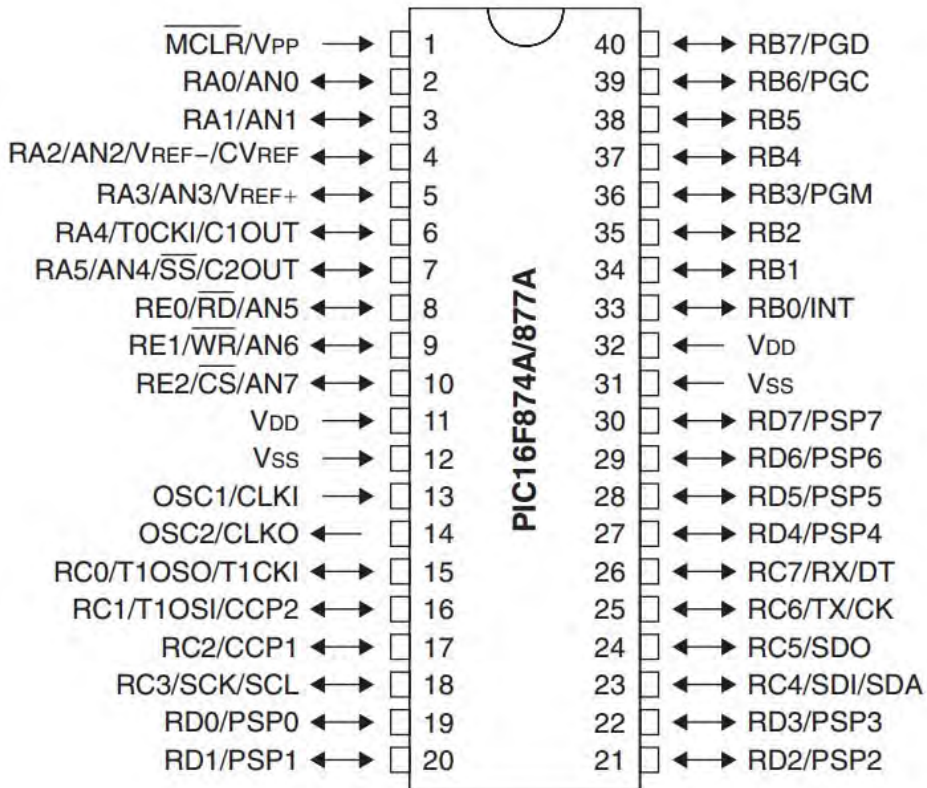 MCLR/VPP 1
RA0/AN0 2
RA1/AN1 3
RA2/AN2/VREF-/CVREF 4
RA3/AN3/VREF+ 5
RA4/T0CKI/C1OUT 6
RA5/AN4/SS/C2OUT 7
RE0/RD/AN5 8
RE1/WR/AN6 9
RE2/CS/AN7 10
VDD 11
VSS 12
OSC1/CLKI 13
OSC2/CLKO 14
RC0/T1OSO/T1CKI 15
RC1/T1OSI/CCP2 16
RC2/CCP1 17
RC3/SCK/SCL 18
RD0/PSP0 19
RD1/PSP1 20
PIC16F874A/877A
40 RB7/PGD
39 RB6/PGC
38 RB5
37 RB4
36 RB3/PGM
35 RB2
34 RB1
33 RB0/INT
32 VDD
31 VSS
30 RD7/PSP7
29 RD6/PSP6
28 RD5/PSP5
27 RD4/PSP4
26 RC7/RX/DT
25 RC6/TX/CK
24 RC5/SDO
23 RC4/SDI/SDA
22 RD3/PSP3
21 RD2/PSP2